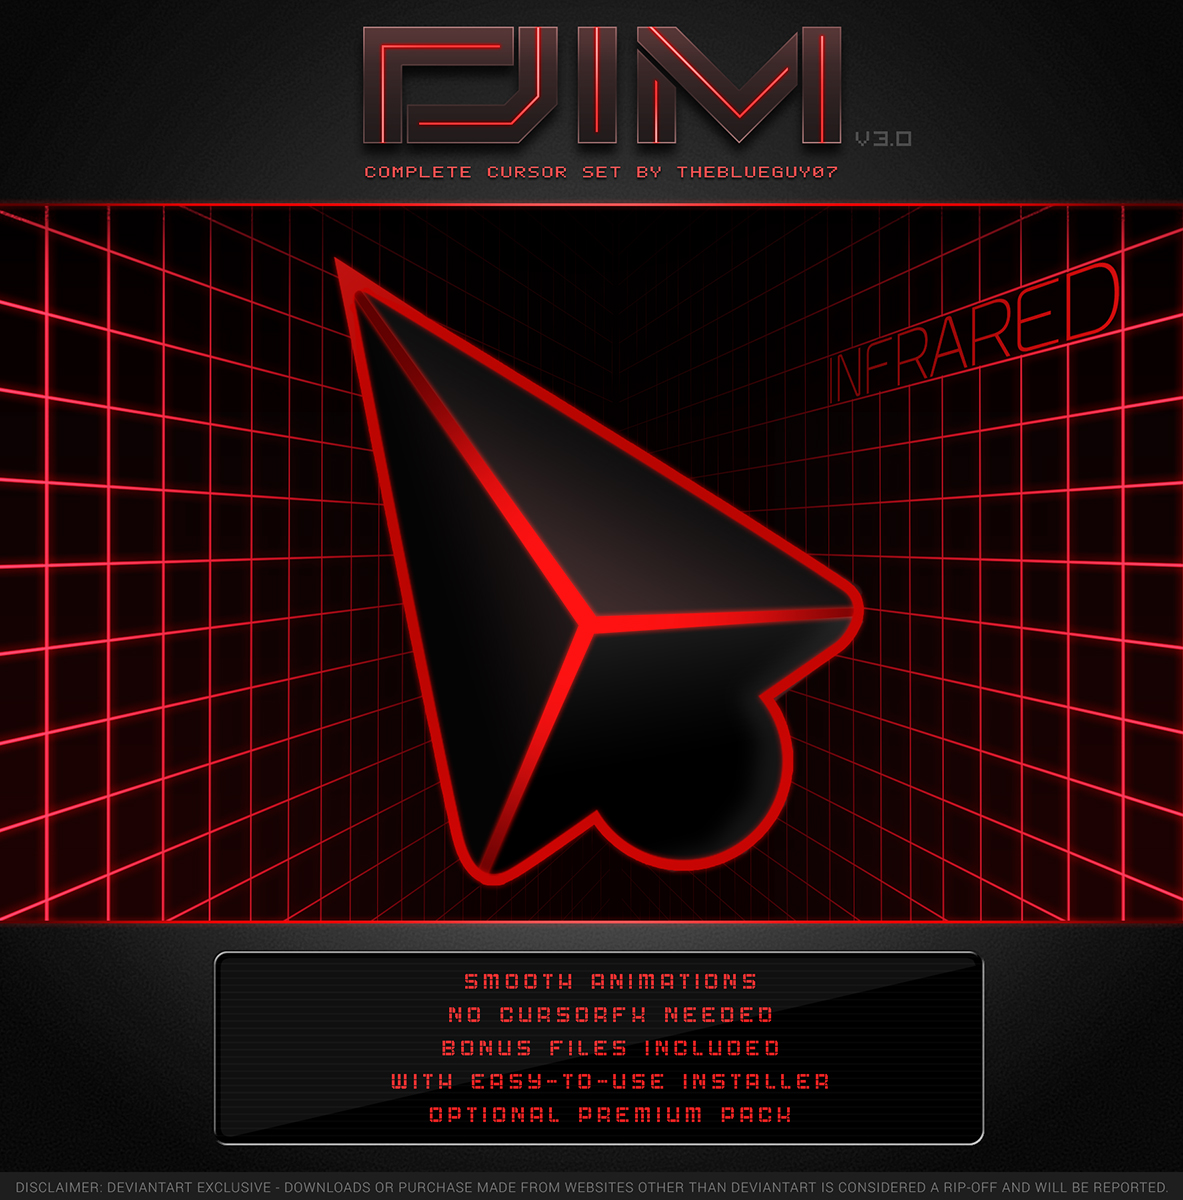 DIM
V3.0
COMPLETE CURSOR SET BY THEBLUEGUY07
INFRARED
SMOOTH ANIMATIONS
NO CURSORFX NEEDED
BONUS FILES INCLUDED
WITH EASY-TO-USE INSTALLER
OPTIONAL PREMIUM PACK
DISCLAIMER: DEVIANTART EXCLUSIVE - DOWNLOADS OR PURCHASE MADE FROM WEBSITES OTHER THAN DEVIANTART IS CONSIDERED A RIP-OFF AND WILL BE REPORTED.